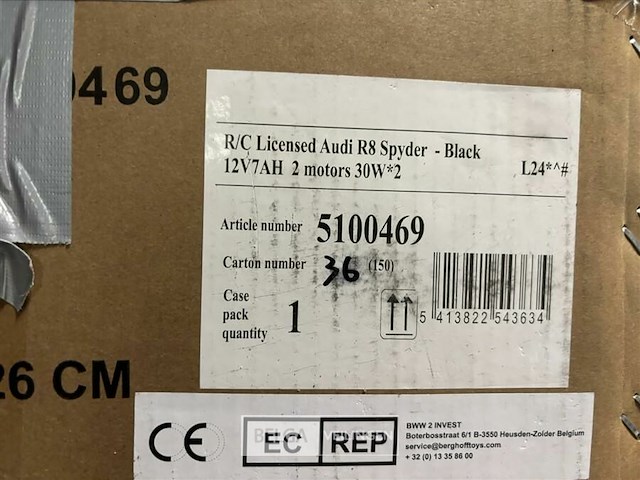 0469
R/C Licensed Audi R8 Spyder - Black
12V7AH 2 motors 30W*2 L24*^#
Article number 5100469
Carton number 36 (150)
Case
pack
quantity 1
5 413822 543634
26 CM
CE EC REP
BWW 2 INVEST
Boterbosstraat 6/1 B-3550 Heusden-Zolder Belgium
service@berghofftoys.com
+ 32 (0) 13 35 86 00